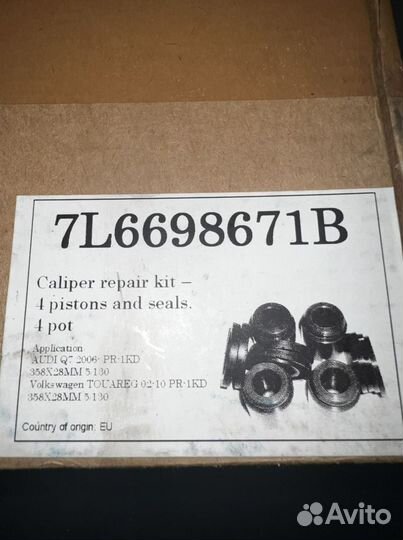 7L6698671B
Caliper repair kit –
4 pistons and seals.
4 pot
Application:
AUDI Q7 2006- PR-1KD
358X28MM 5.130
Volkswagen TOUAREG 02-10 PR-1KD
358X28MM 5.130
Country of origin: EU
Avito